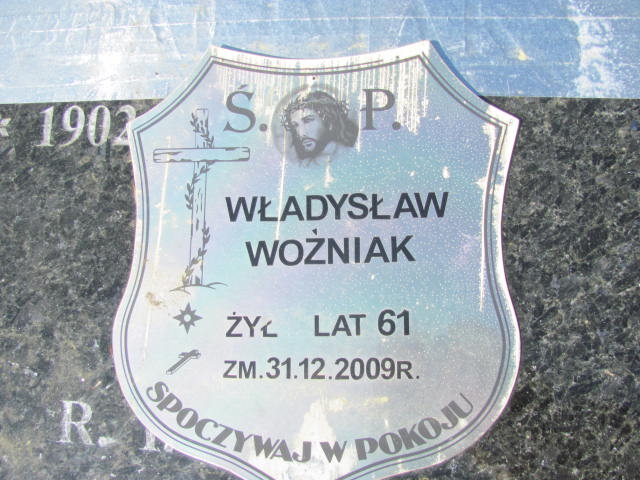 * 1902
Ś. P.
WŁADYSŁAW
WOŹNIAK
ŻYŁ LAT 61
ZM. 31.12.2009R.
SPOCZYWAJ W POKOJU
R.